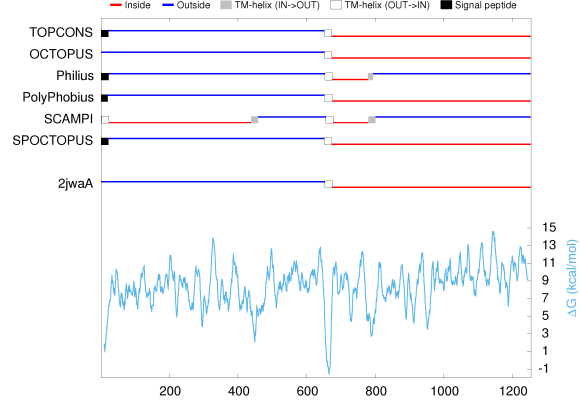 Inside Outside TM-helix (IN->OUT) TM-helix (OUT->IN) Signal peptide
TOPCONS
OCTOPUS
Philius
PolyPhobius
SCAMPI
SPOCTOPUS
2jwaA
15
13
11
9
7
5
3
1
-1
ΔG (kcal/mol)
200 400 600 800 1000 1200